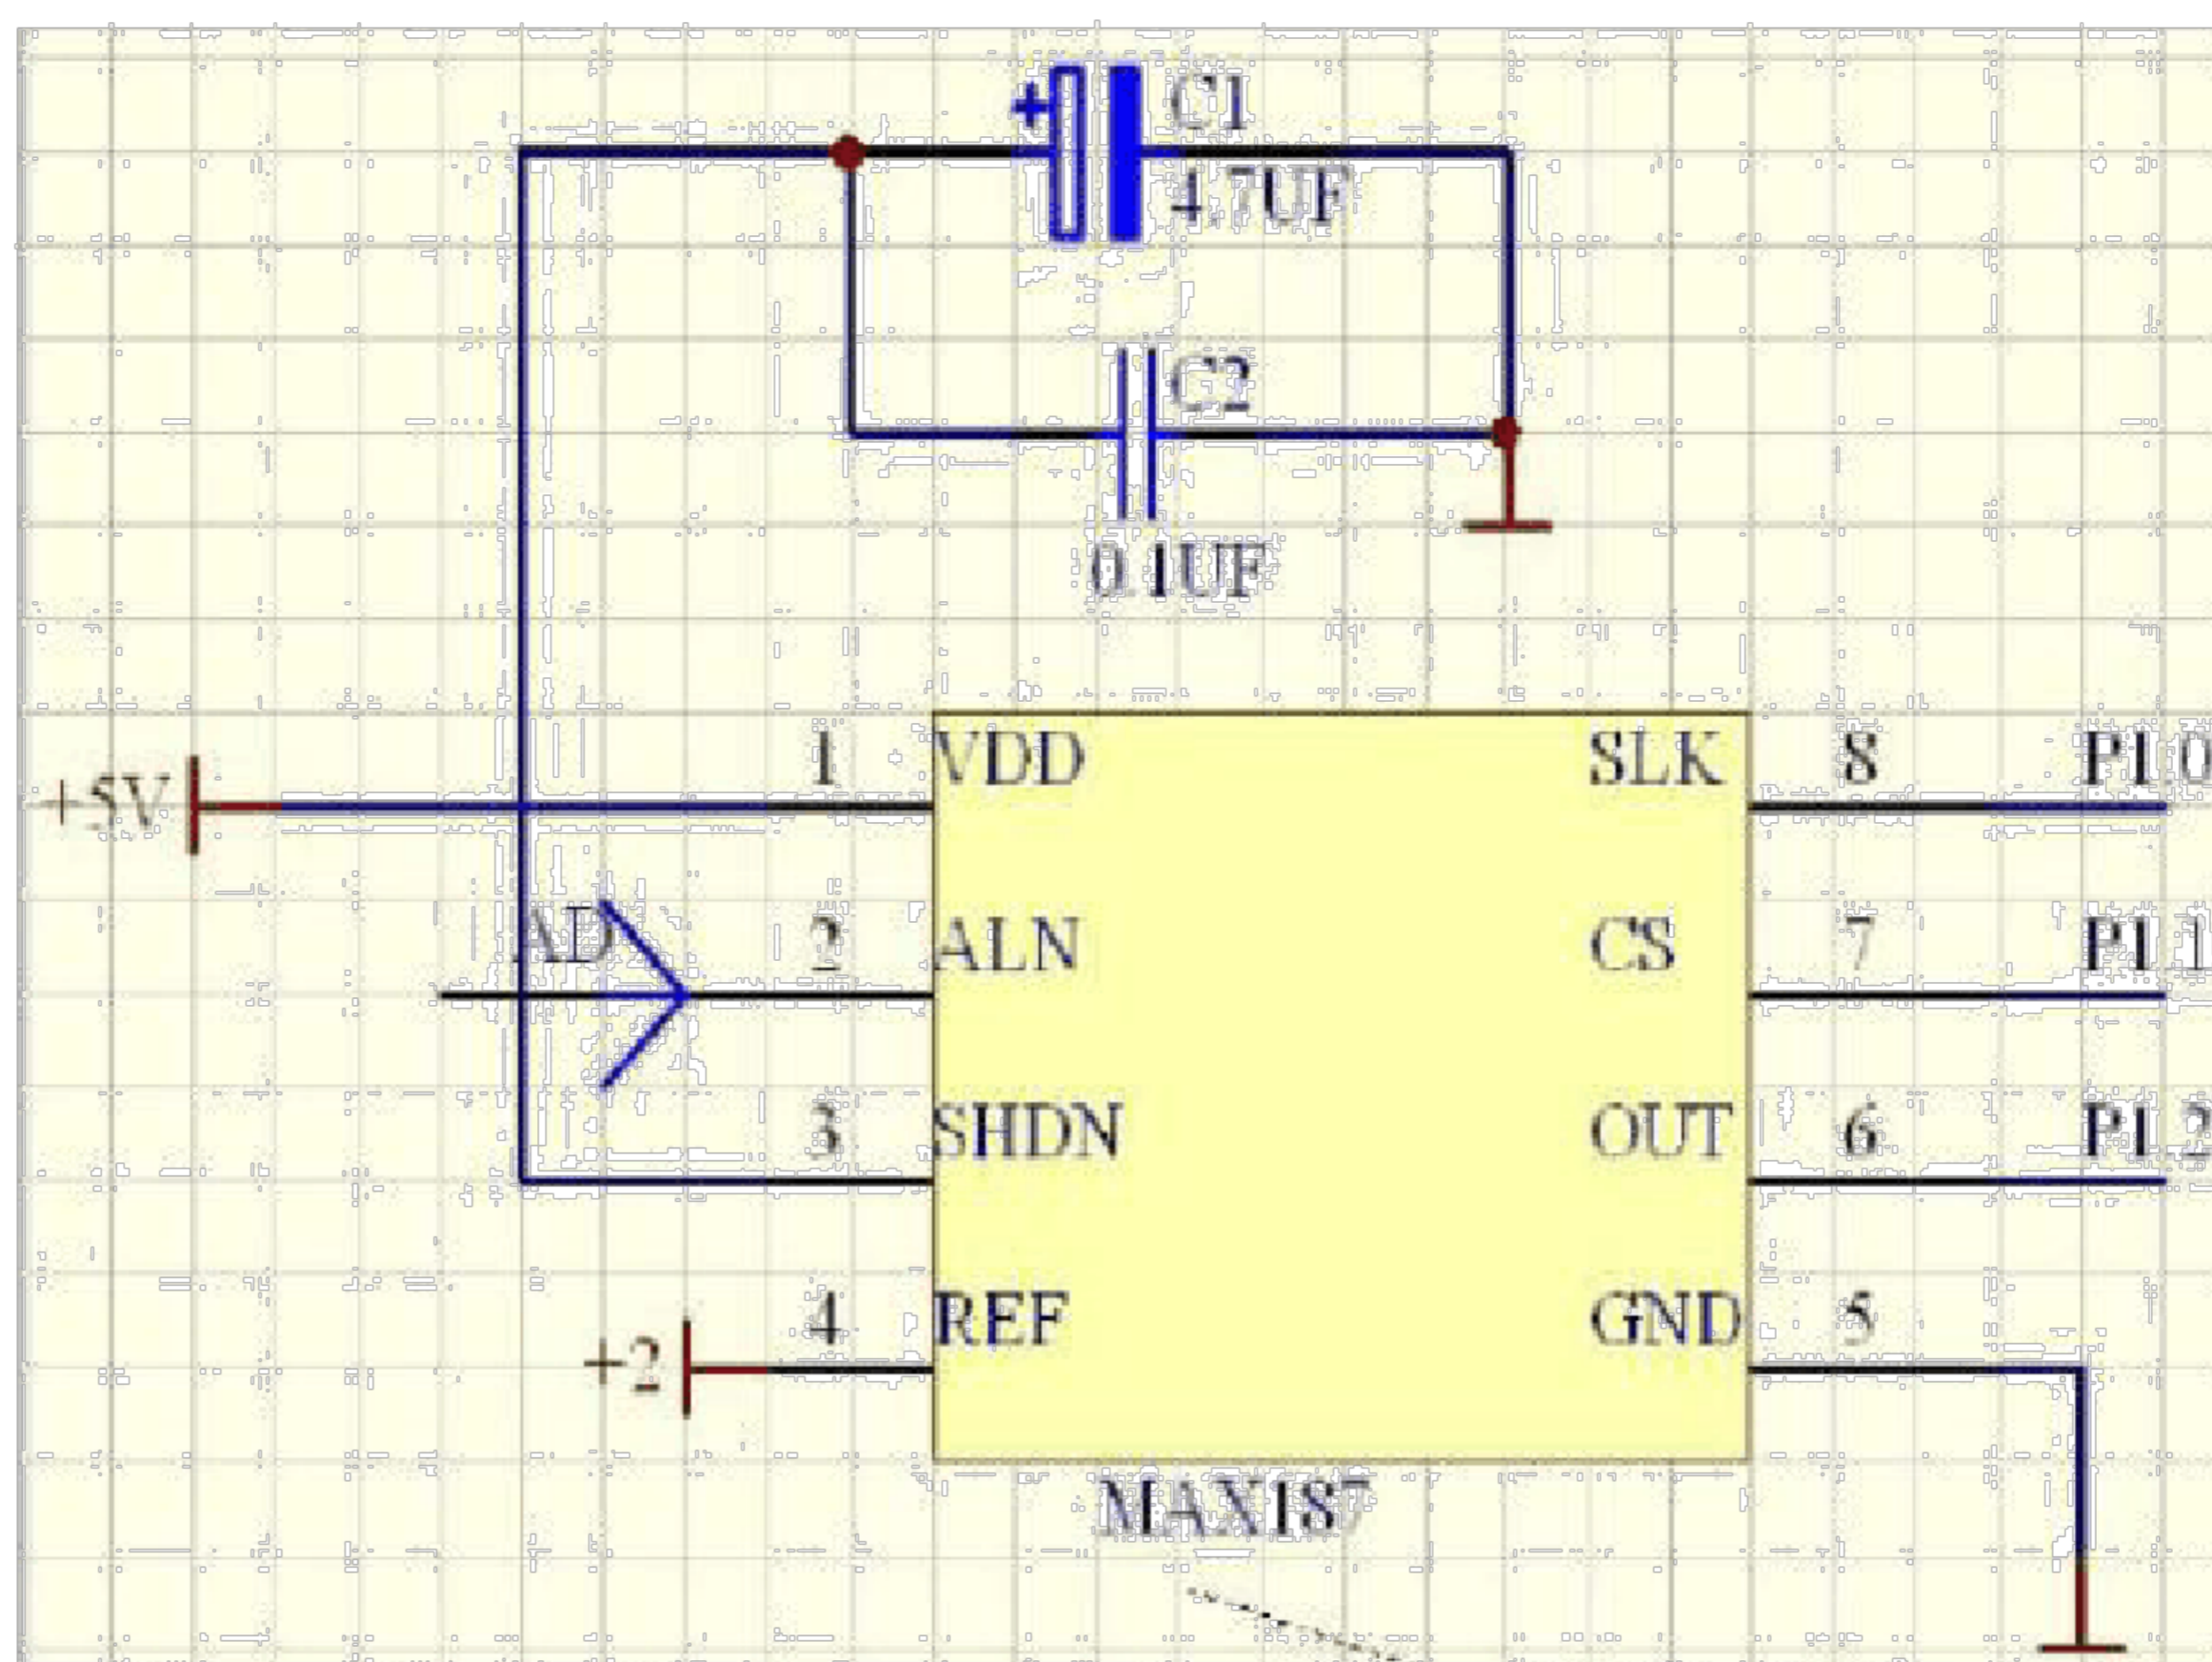 C1
4.7UF
C2
0.1UF
+5V
1 VDD SLK 8 P1.0
AD 2 ALN CS 7 P1.1
3 SHDN OUT 6 P1.2
+2 4 REF GND 5
MAX187